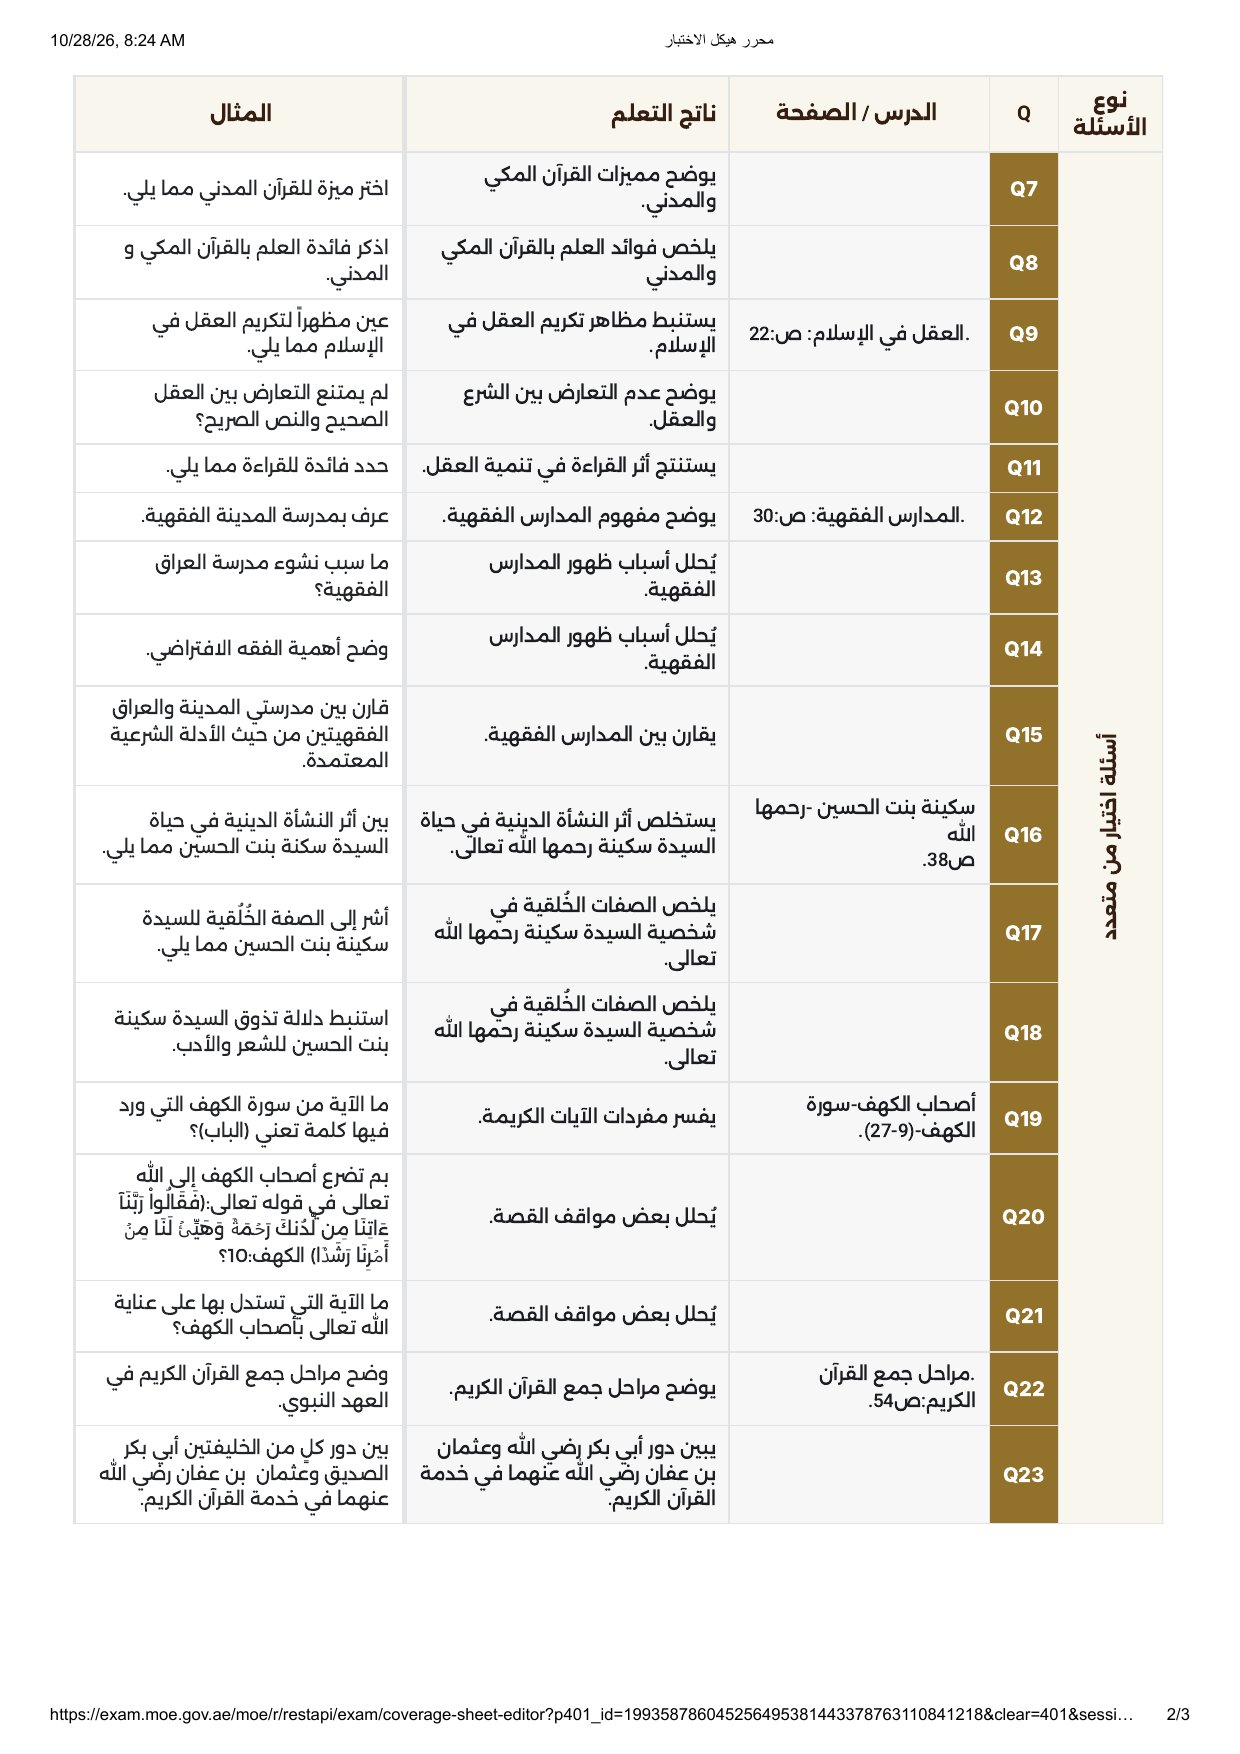 10/28/26, 8:24 AM
محرر هيكل الاختبار
نوع
الأسئلة
Q
الدرس / الصفحة
ناتج التعلم
المثال
أسئلة اختيار من متعدد
Q7
يوضح مميزات القرآن المكي
والمدني.
اختر ميزة للقرآن المدني مما يلي.
Q8
يلخص فوائد العلم بالقرآن المكي
والمدني
اذكر فائدة العلم بالقرآن المكي و
المدني.
Q9
.العقل في الإسلام: ص:22
يستنبط مظاهر تكريم العقل في
الإسلام.
عين مظهراً لتكريم العقل في
الإسلام مما يلي.
Q10
يوضح عدم التعارض بين الشرع
والعقل.
لم يمتنع التعارض بين العقل
الصحيح والنص الصريح؟
Q11
يستنتج أثر القراءة في تنمية العقل.
حدد فائدة للقراءة مما يلي.
Q12
.المدارس الفقهية: ص:30
يوضح مفهوم المدارس الفقهية.
عرف بمدرسة المدينة الفقهية.
Q13
يُحلل أسباب ظهور المدارس
الفقهية.
ما سبب نشوء مدرسة العراق
الفقهية؟
Q14
يُحلل أسباب ظهور المدارس
الفقهية.
وضح أهمية الفقه الافتراضي.
Q15
يقارن بين المدارس الفقهية.
قارن بين مدرستي المدينة والعراق
الفقهيتين من حيث الأدلة الشرعية
المعتمدة.
Q16
سكينة بنت الحسين -رحمها
الله
ص38.
يستخلص أثر النشأة الدينية في حياة
السيدة سكينة رحمها الله تعالى.
بين أثر النشأة الدينية في حياة
السيدة سكنة بنت الحسين مما يلي.
Q17
يلخص الصفات الخُلقية في
شخصية السيدة سكينة رحمها الله
تعالى.
أشر إلى الصفة الخُلُقية للسيدة
سكينة بنت الحسين مما يلي.
Q18
يلخص الصفات الخُلقية في
شخصية السيدة سكينة رحمها الله
تعالى.
استنبط دلالة تذوق السيدة سكينة
بنت الحسين للشعر والأدب.
Q19
أصحاب الكهف-سورة
الكهف-(9-27).
يفسر مفردات الآيات الكريمة.
ما الآية من سورة الكهف التي ورد
فيها كلمة تعني (الباب)؟
Q20
يُحلل بعض مواقف القصة.
بم تضرع أصحاب الكهف إلى الله
تعالى في قوله تعالى:(فَقَالُواْ رَبَّنَآ
ءَاتِنَا مِن لَّدُنكَ رَحۡمَةٗ وَهَيِّئۡ لَنَا مِنۡ
أَمۡرِنَا رَشَدٗا) الكهف:10؟
Q21
يُحلل بعض مواقف القصة.
ما الآية التي تستدل بها على عناية
الله تعالى بأصحاب الكهف؟
Q22
.مراحل جمع القرآن
الكريم:ص54.
يوضح مراحل جمع القرآن الكريم.
وضح مراحل جمع القرآن الكريم في
العهد النبوي.
Q23
يبين دور أبي بكر رضي الله وعثمان
بن عفان رضي الله عنهما في خدمة
القرآن الكريم.
بين دور كلٍ من الخليفتين أبي بكر
الصديق وعثمان بن عفان رضي الله
عنهما في خدمة القرآن الكريم.
https://exam.moe.gov.ae/moe/r/restapi/exam/coverage-sheet-editor?p401_id=199358786045256495381443378763110841218&clear=401&sessi…
2/3